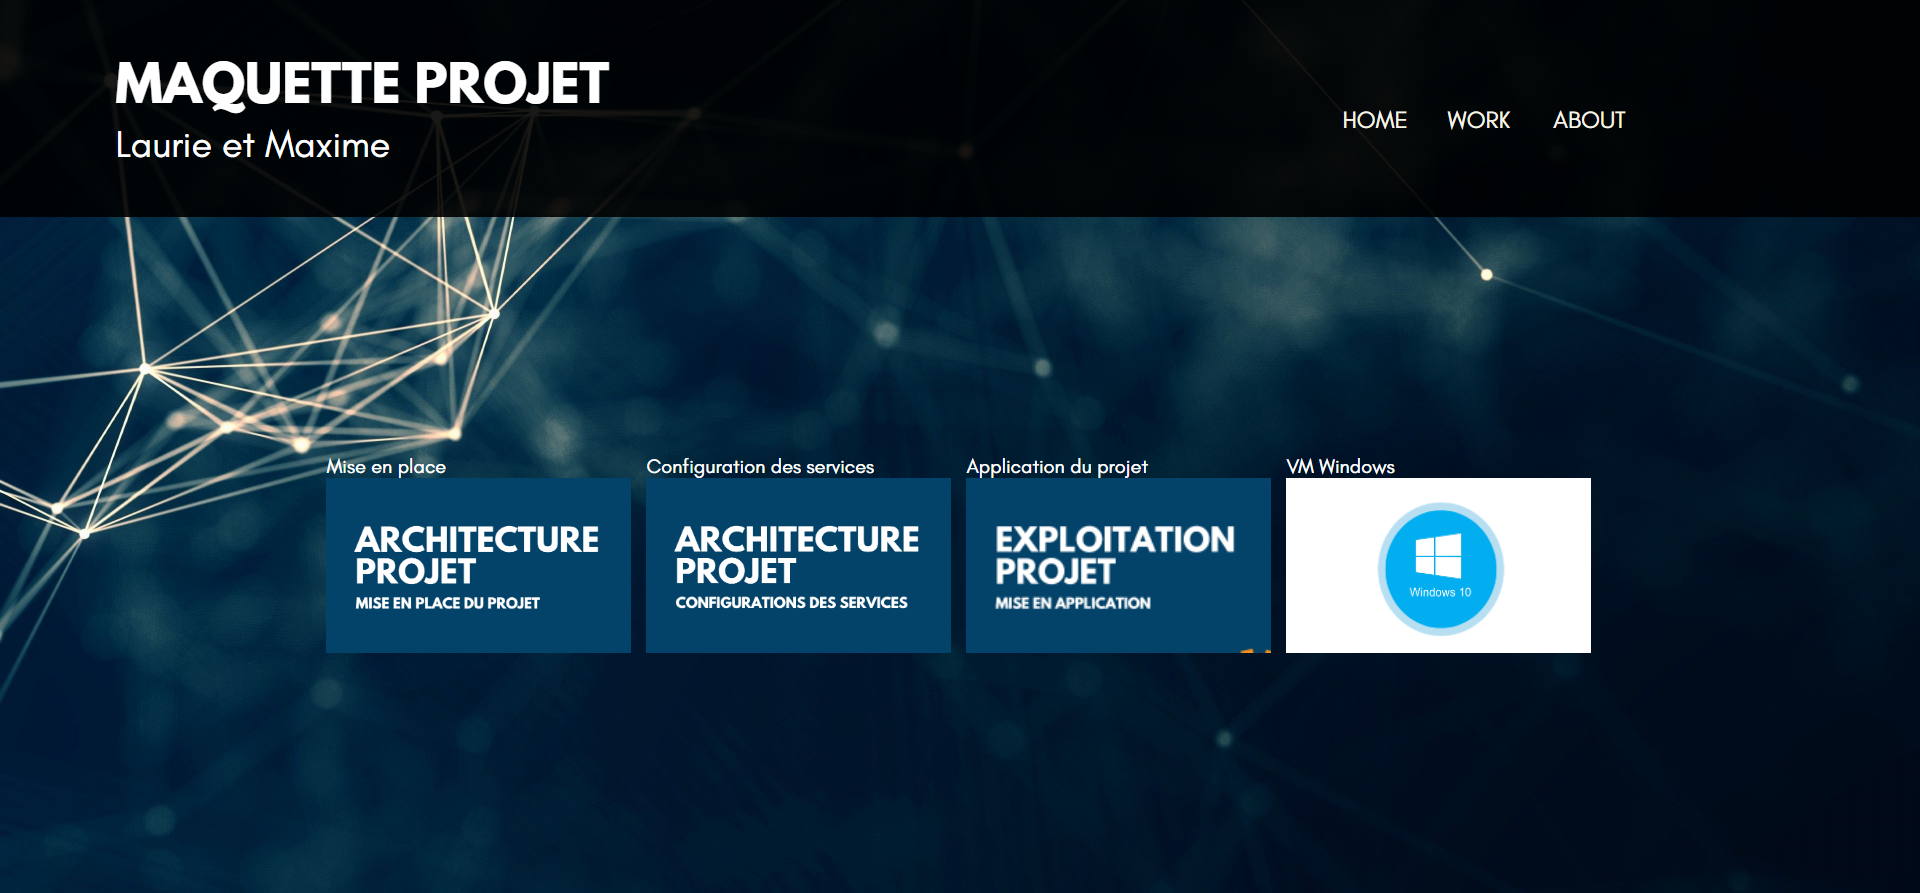 MAQUETTE PROJET
Laurie et Maxime
HOME WORK ABOUT
Mise en place
ARCHITECTURE
PROJET
MISE EN PLACE DU PROJET
Configuration des services
ARCHITECTURE
PROJET
CONFIGURATIONS DES SERVICES
Application du projet
EXPLOITATION
PROJET
MISE EN APPLICATION
VM Windows
Windows 10